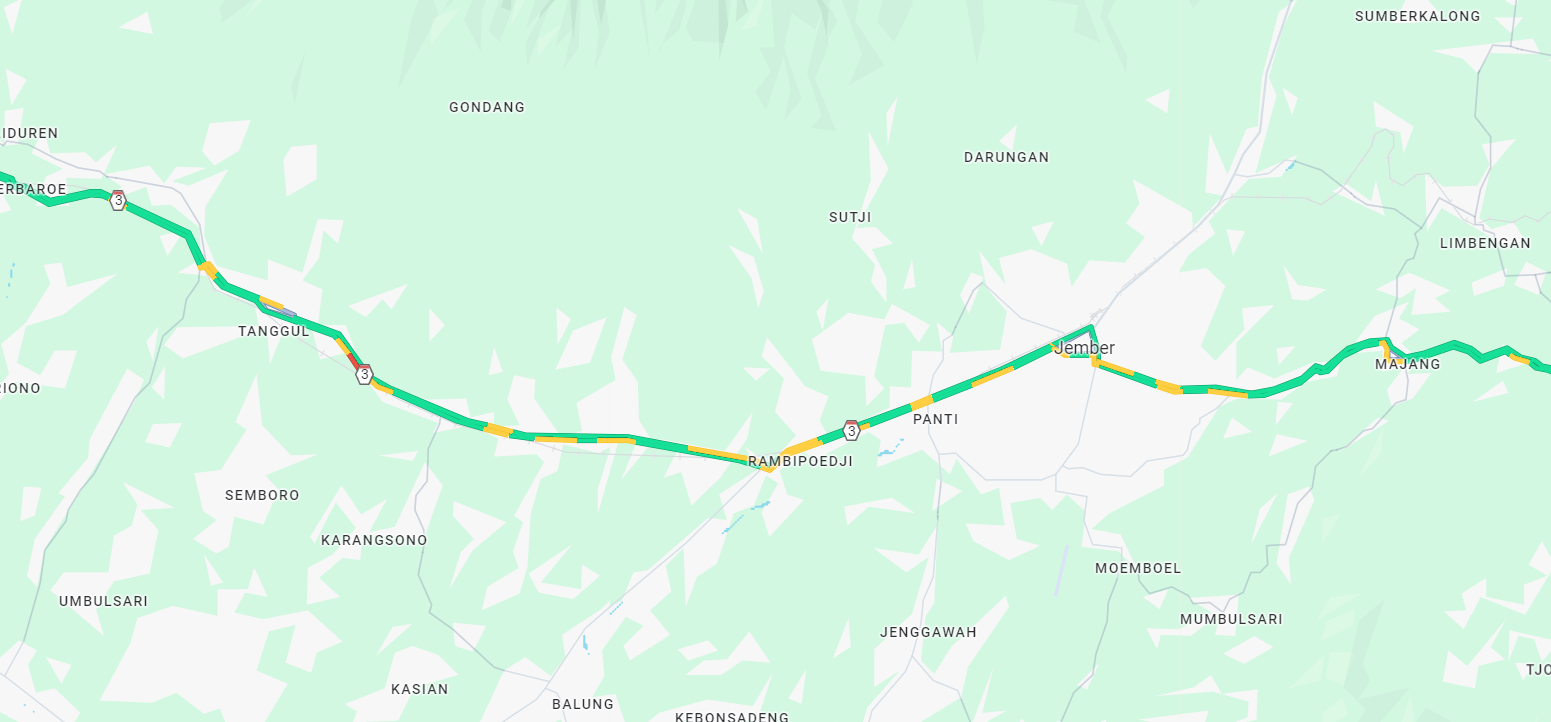 SUMBERKALONG
GONDANG
IDUREN
DARUNGAN
ERBAROE
3
SUTJI
LIMBENGAN
TANGGUL
Jember
MAJANG
3
RIONO
PANTI
3
RAMBIPOEDJI
SEMBORO
KARANGSONO
MOEMBOEL
UMBULSARI
MUMBULSARI
JENGGAWAH
TJO
KASIAN
BALUNG
KEBONSADENG